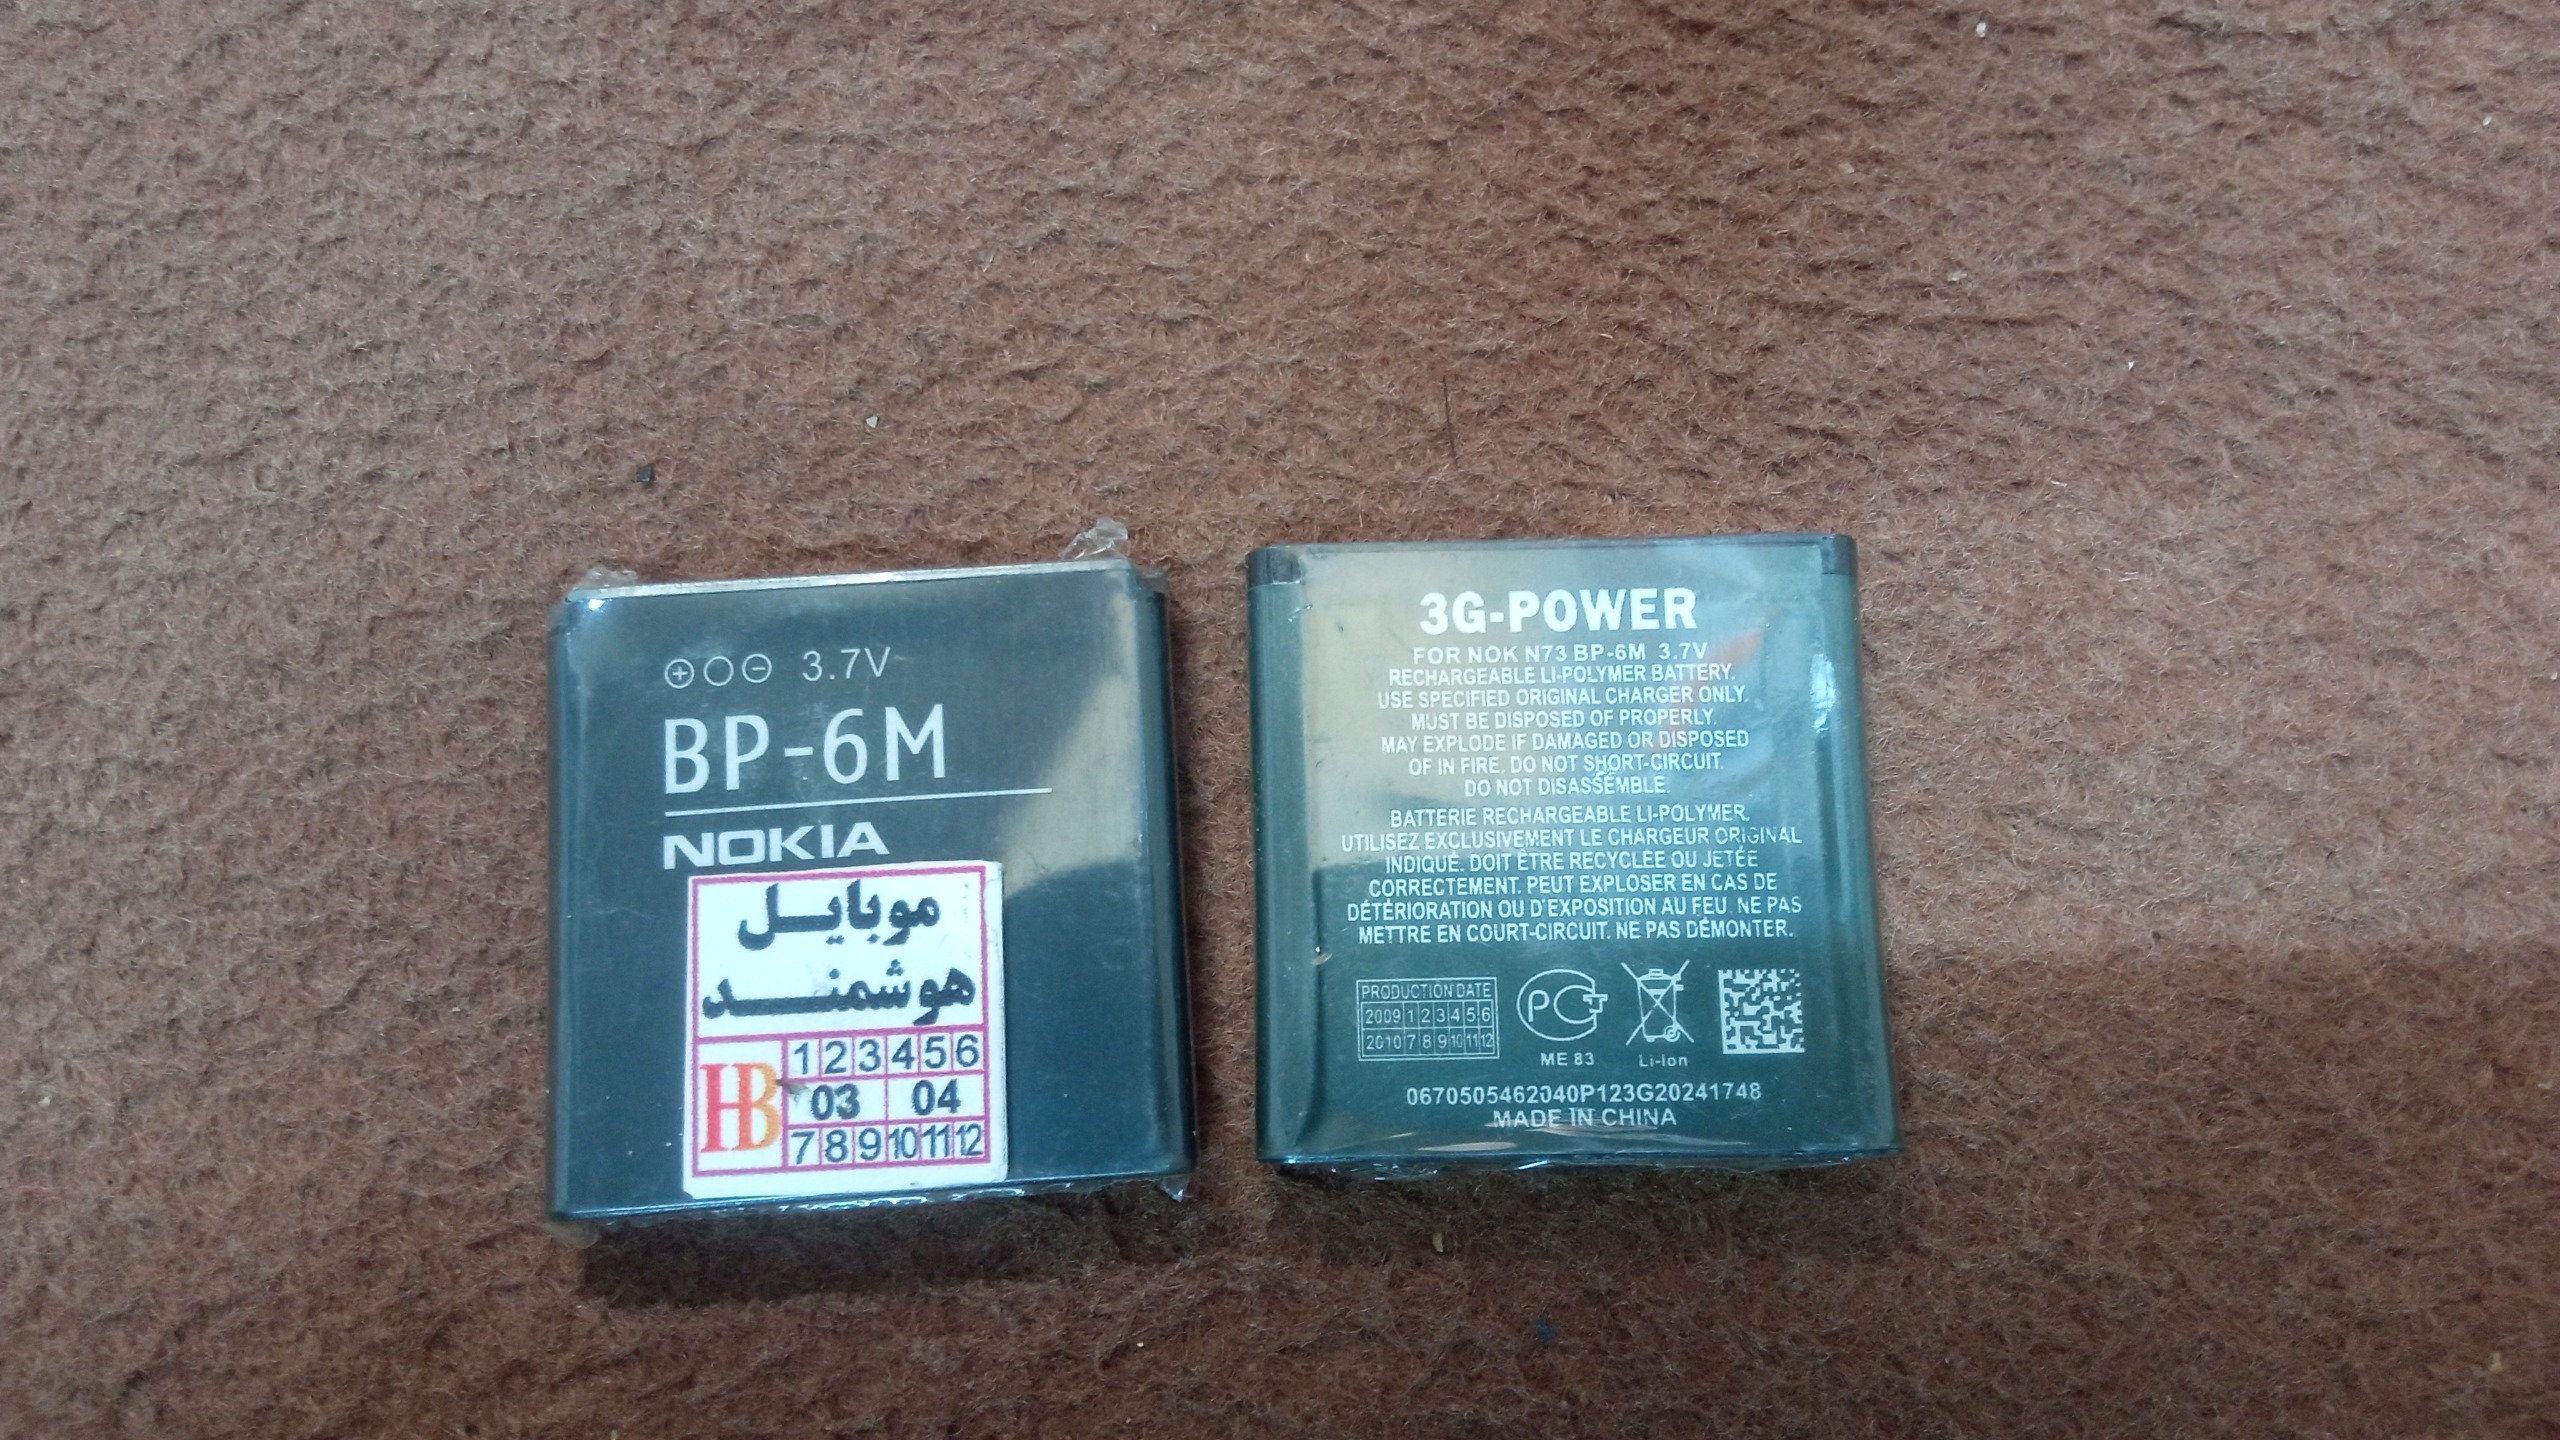 ⊕○⊖ 3.7V
BP-6M
NOKIA
موبایل
هوشمند
HB
1 2 3 4 5 6
03 04
7 8 9 10 11 12
3G-POWER
FOR NOK N73 BP-6M 3.7V
RECHARGEABLE LI-POLYMER BATTERY.
USE SPECIFIED ORIGINAL CHARGER ONLY.
MUST BE DISPOSED OF PROPERLY.
MAY EXPLODE IF DAMAGED OR DISPOSED
OF IN FIRE. DO NOT SHORT-CIRCUIT.
DO NOT DISASSEMBLE.
BATTERIE RECHARGEABLE LI-POLYMER.
UTILISEZ EXCLUSIVEMENT LE CHARGEUR ORIGINAL
INDIQUÉ. DOIT ÊTRE RECYCLÉE OU JETÉE
CORRECTEMENT. PEUT EXPLOSER EN CAS DE
DÉTÉRIORATION OU D'EXPOSITION AU FEU. NE PAS
METTRE EN COURT-CIRCUIT. NE PAS DÉMONTER.
PRODUCTION DATE
2009 1 2 3 4 5 6
2010 7 8 9 10 11 12
PCT
ME 83
Li-Ion
0670505462040P123G20241748
MADE IN CHINA